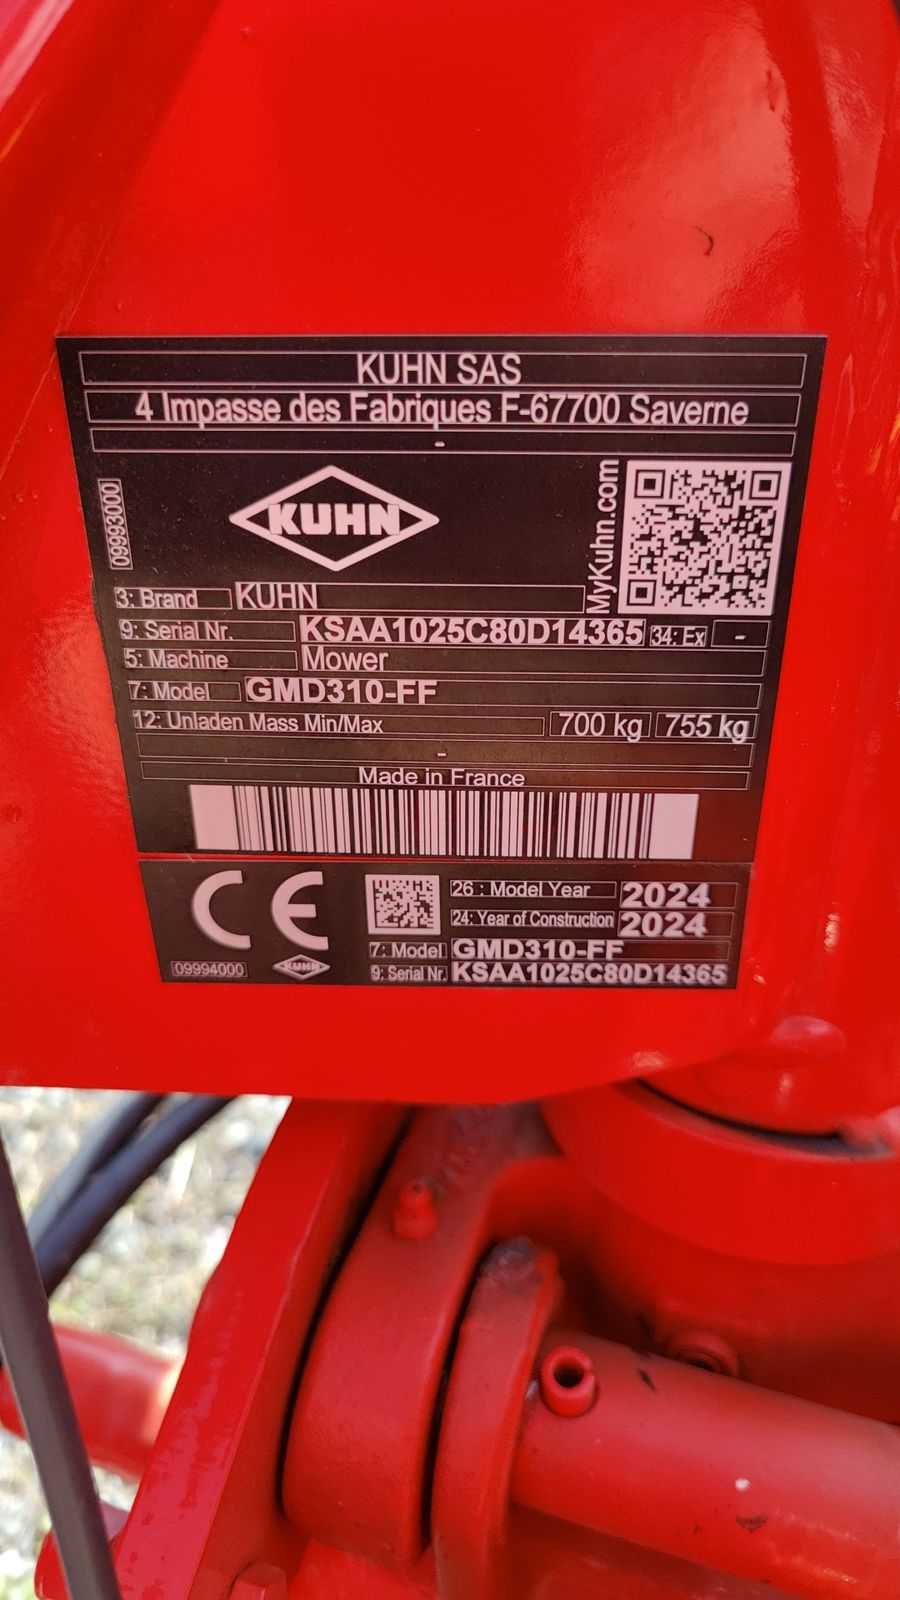 KUHN SAS
4 Impasse des Fabriques F-67700 Saverne
-
09993000
KUHN
MyKuhn.com
3: Brand KUHN
9: Serial Nr. KSAA1025C80D14365 34: Ex -
5: Machine Mower
7: Model GMD310-FF
12: Unladen Mass Min/Max 700 kg 755 kg
-
Made in France
CE
26 : Model Year 2024
24: Year of Construction 2024
7: Model GMD310-FF
09994000 KUHN 9: Serial Nr. KSAA1025C80D14365